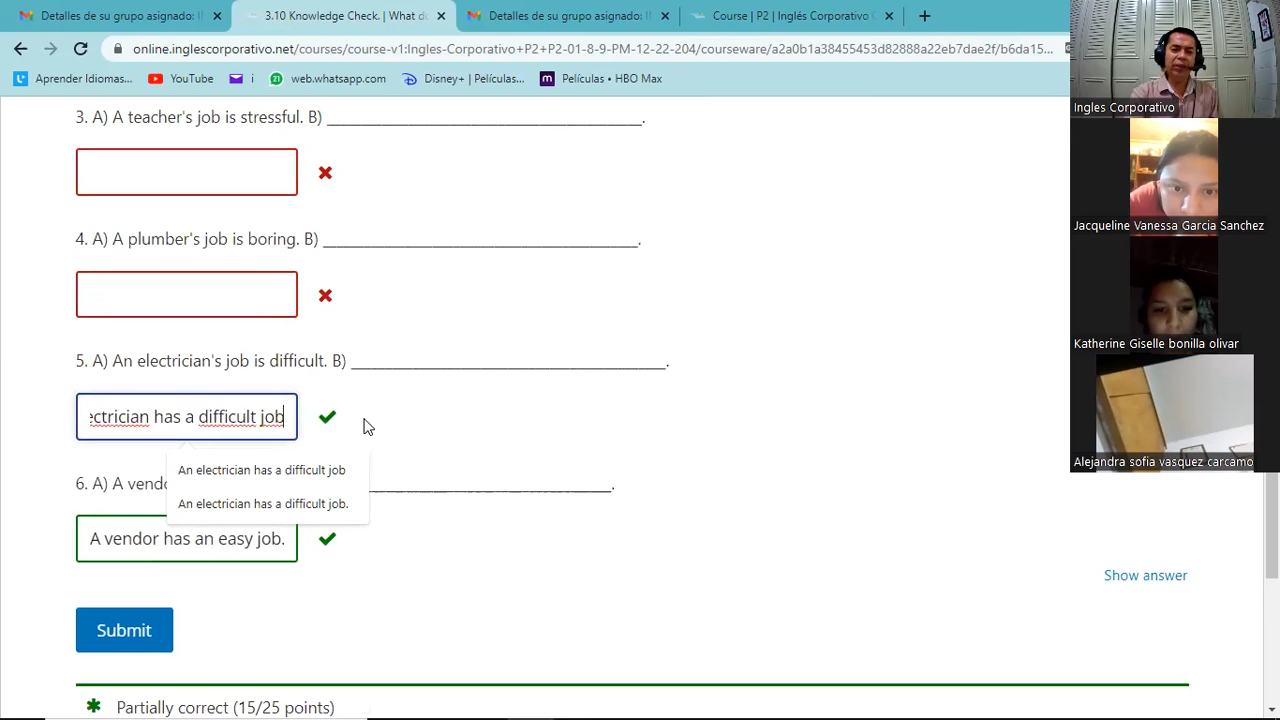 Detalles de su grupo asignado: I
3.10 Knowledge Check. | What d
Detalles de su grupo asignado: I
Course | P2 | Inglés Corporativo
online.inglescorporativo.net/courses/course-v1:Ingles-Corporativo+P2+P2-01-8-9-PM-12-22-204/courseware/
Aprender Idiomas... YouTube i web.whatsapp.com Disney Películas... Películas · HBO Max
3. A) A teacher's job is stressful. B) ______________________________.
4. A) A plumber's job is boring. B) ______________________________.
5. A) An electrician's job is difficult. B) ______________________________.
ectrician has a difficult job
An electrician has a difficult job
An electrician has a difficult job.
6. A) A vend
A vendor has an easy job.
Show answer
Submit
Partially correct (15/25 points)
Ingles Corporativo
Jacqueline Vanessa Garcia Sanchez
Katherine Giselle bonilla olivar
Alejandra sofia vasquez carcamo